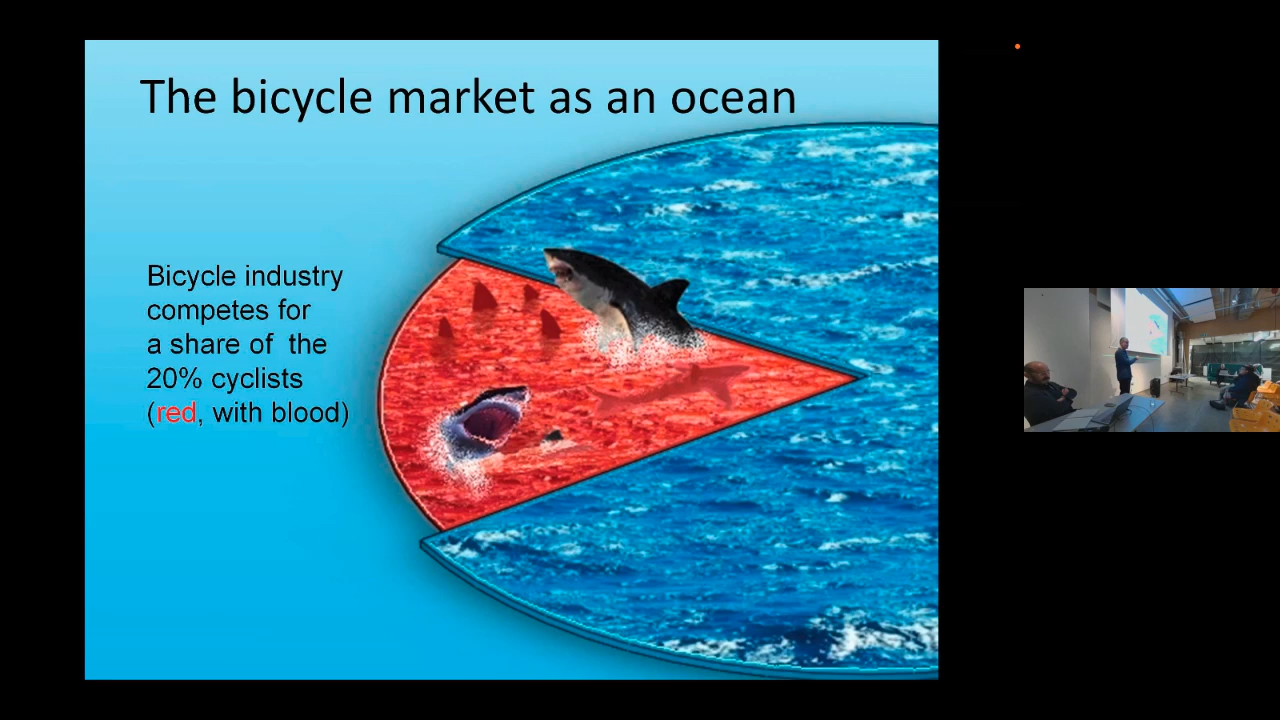 The bicycle market as an ocean
Bicycle industry
competes for
a share of the
20% cyclists
(red, with blood)